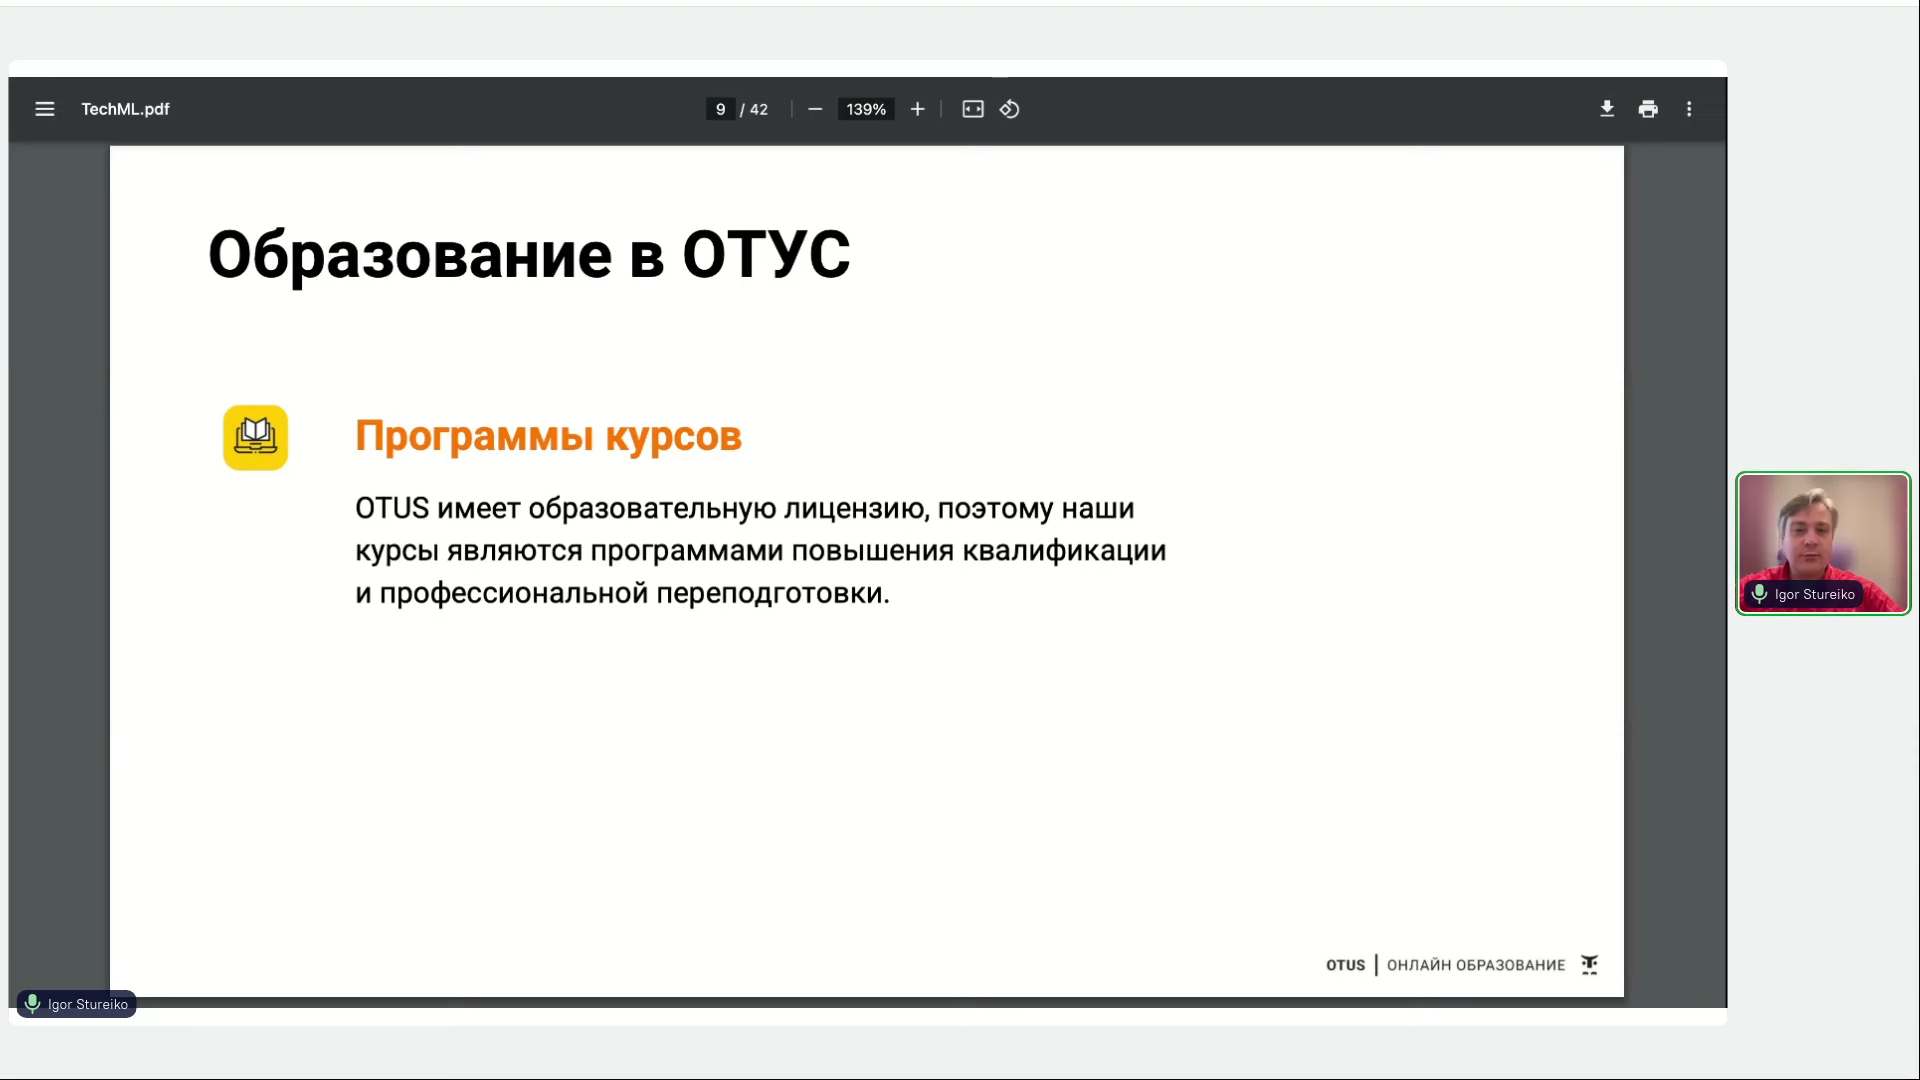 TechML.pdf
9 / 42
139%
Образование в ОТУС
Программы курсов
OTUS имеет образовательную лицензию, поэтому наши
курсы являются программами повышения квалификации
и профессиональной переподготовки.
Igor Stureiko
OTUS | ОНЛАЙН ОБРАЗОВАНИЕ
Igor Stureiko